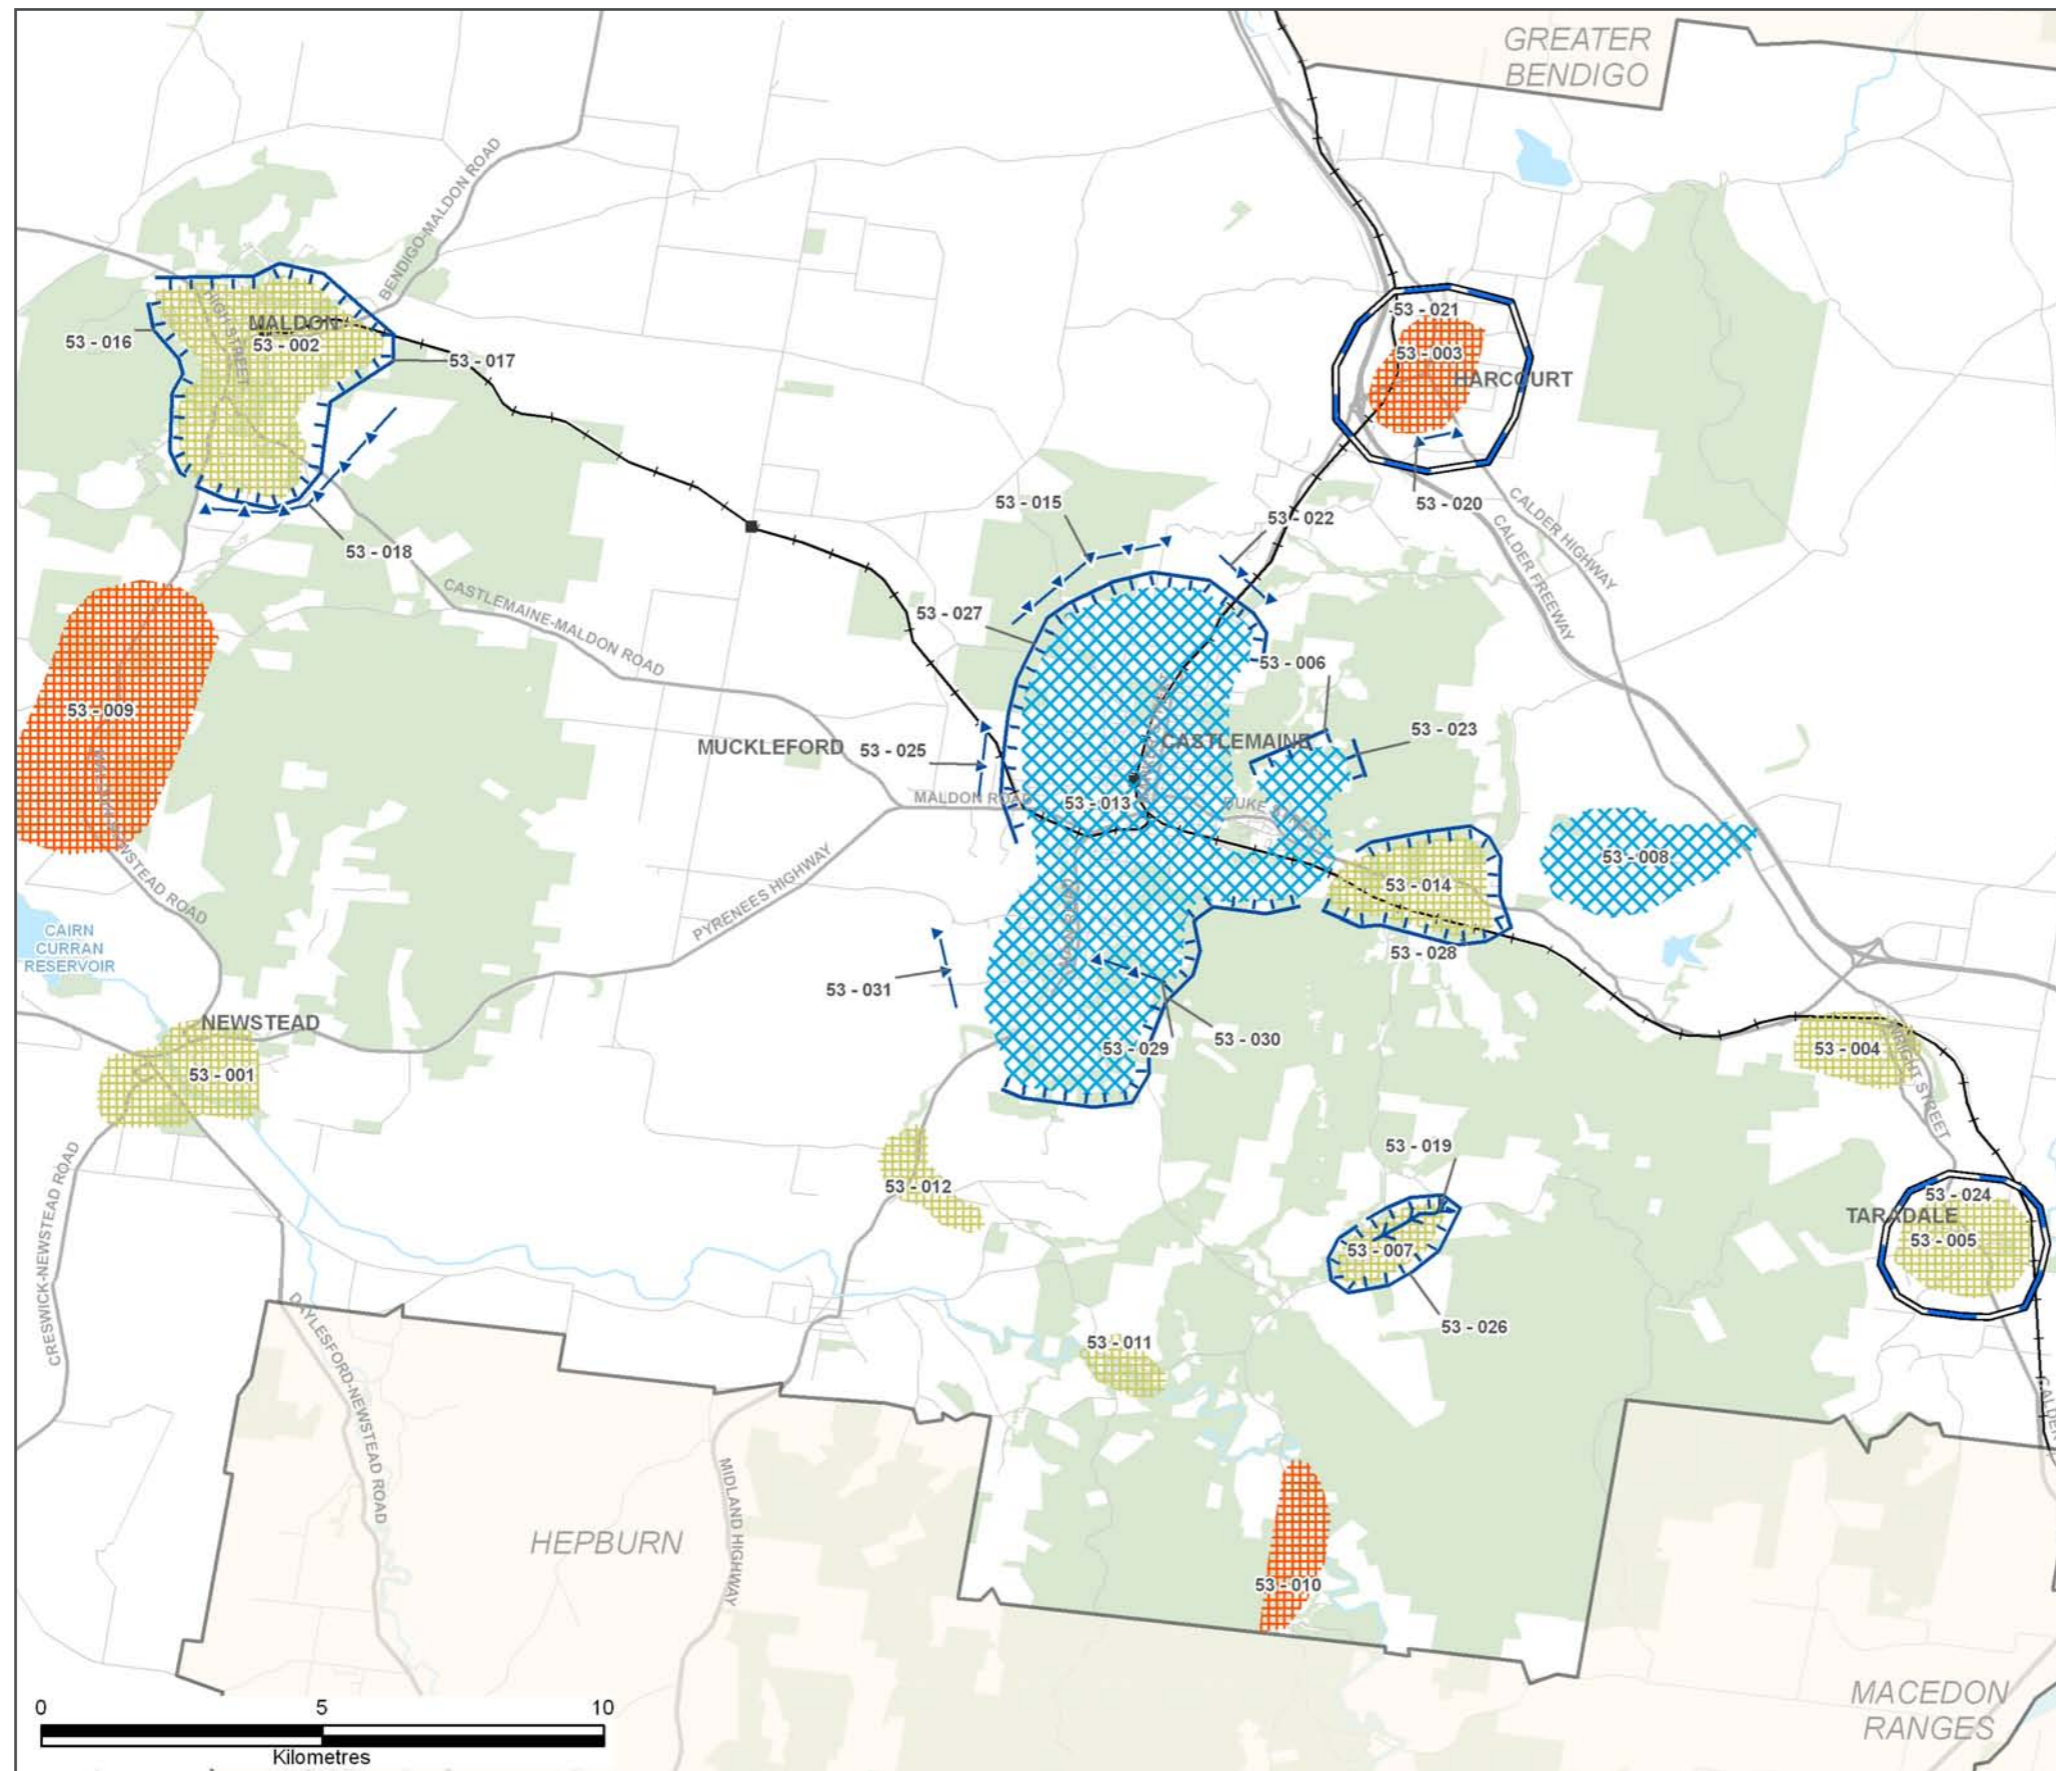 GREATER
BENDIGO
BENDIGO-MALDON ROAD
53 - 016
HIGH STREET
MALDON
53 - 002
53 - 017
53 - 021
53 - 003
HARCOURT
53 - 020
53 - 015
53 - 022
CALDER HIGHWAY
CALDER FREEWAY
53 - 018
CASTLEMAINE-MALDON ROAD
53 - 027
53 - 006
53 - 009
MUCKLEFORD
53 - 025
CASTLEMAINE
53 - 023
MALDON ROAD
53 - 013
DUKE STREET
53 - 008
53 - 014
PYRENEES HIGHWAY
CAIRN
CURRAN
RESERVOIR
53 - 028
53 - 031
NEWSTEAD
53 - 001
53 - 029
53 - 030
53 - 004
WRIGHT STREET
CRESWICK-NEWSTEAD ROAD
53 - 012
53 - 019
53 - 007
53 - 024
TARADALE
53 - 005
53 - 026
53 - 011
DAYLESFORD-NEWSTEAD ROAD
MIDLAND HIGHWAY
HEPBURN
53 - 010
MACEDON
RANGES
CALDER
0 5 10
Kilometres